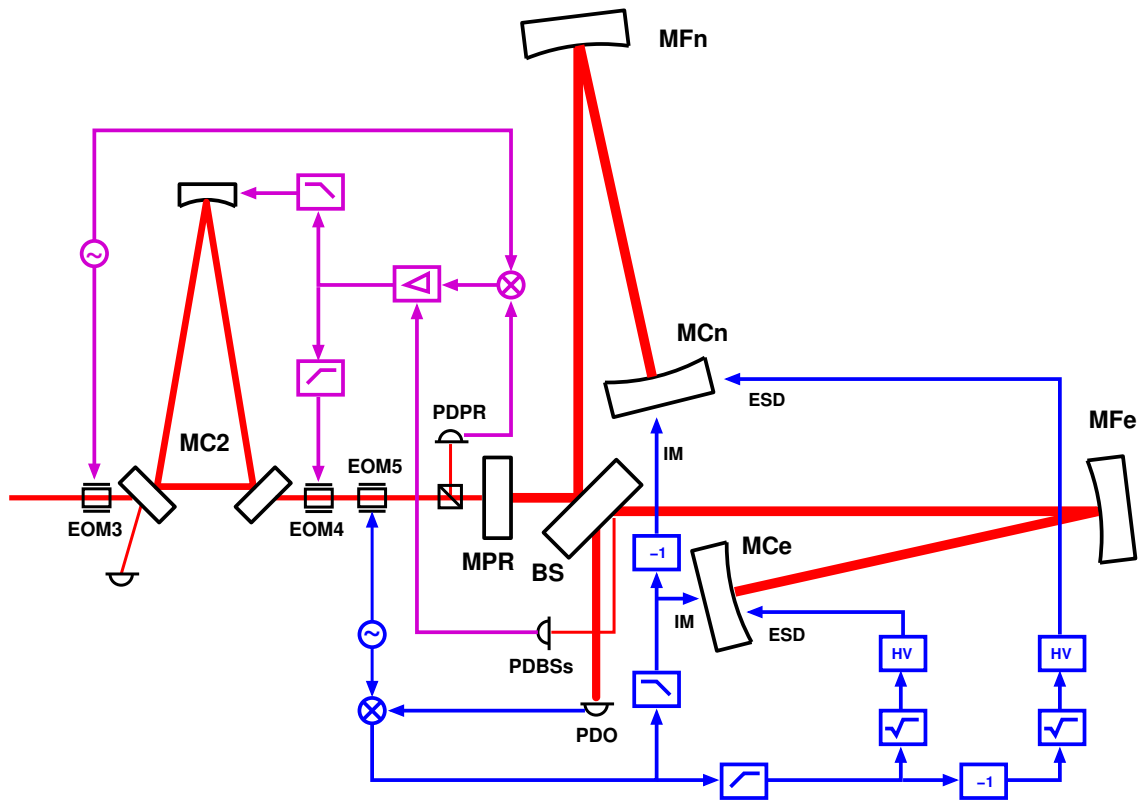 MFn
~
MCn
ESD
PDPR
MFe
MC2
IM
EOM5
EOM3
EOM4
MCe
MPR
BS
−1
IM
ESD
~
PDBSs
HV
HV
PDO
√
√
−1